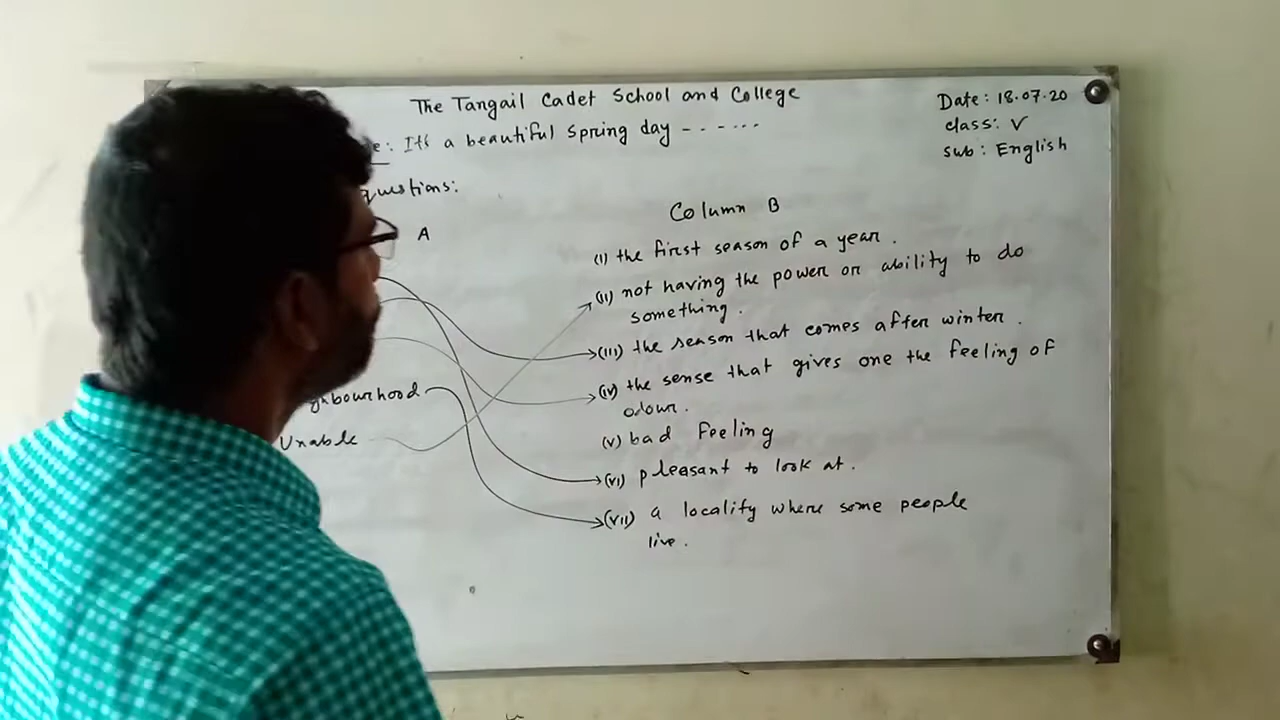 The Tangail Cadet School and College
Date: 18.07.20
class: V
sub: English
It's a beautiful spring day - - - - - -
questions:
A
Column B
(i) the first season of a year.
(ii) not having the power or ability to do
something.
(iii) the season that comes after winter.
(iv) the sense that gives one the feeling of
odour.
(v) bad feeling
(vi) pleasant to look at.
(vii) a locality where some people
live.
ghbourhood
Unable